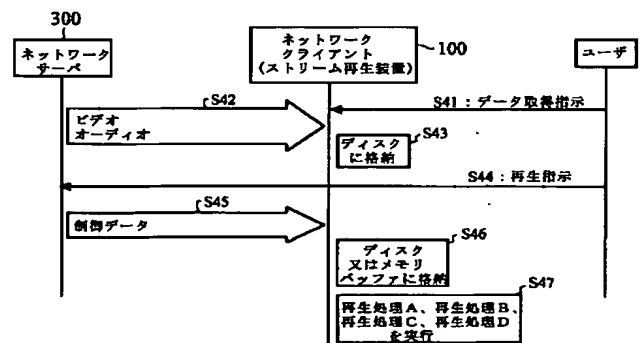 300
ネットワーク
サーバ
ネットワーク
クライアント
(ストリーム再生装置)
100
ユーザ
S42
ビデオ
オーディオ
S41:データ取得指示
ディスク
に格納
S43
S44:再生指示
S45
制御データ
ディスク
又はメモリ
バッファに格納
S46
S47
再生処理A、再生処理B、
再生処理C、再生処理D
を実行